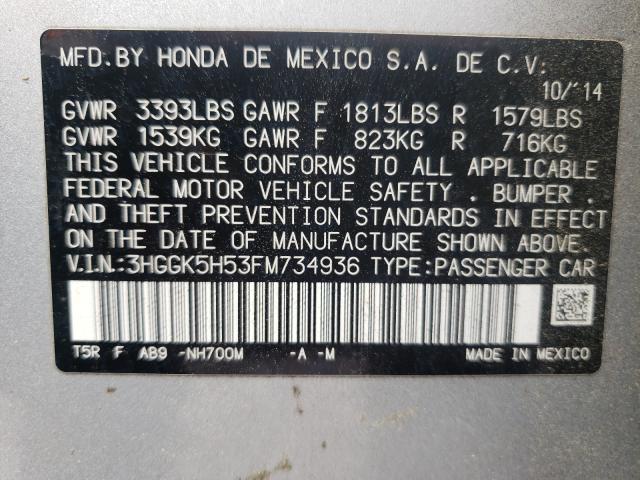 MFD.BY HONDA DE MEXICO S.A. DE C.V:
10/'14
GVWR 3393LBS GAWR F 1813LBS R 1579LBS
GVWR 1539KG GAWR F 823KG R 716KG
THIS VEHICLE CONFORMS TO ALL APPLICABLE
FEDERAL MOTOR VEHICLE SAFETY . BUMPER .
AND THEFT PREVENTION STANDARDS IN EFFECT
ON THE DATE OF MANUFACTURE SHOWN ABOVE.
V.I.N:3HGGK5H53FM734936 TYPE:PASSENGER CAR
T5R F AB9 -NH700M -A -M MADE IN MEXICO